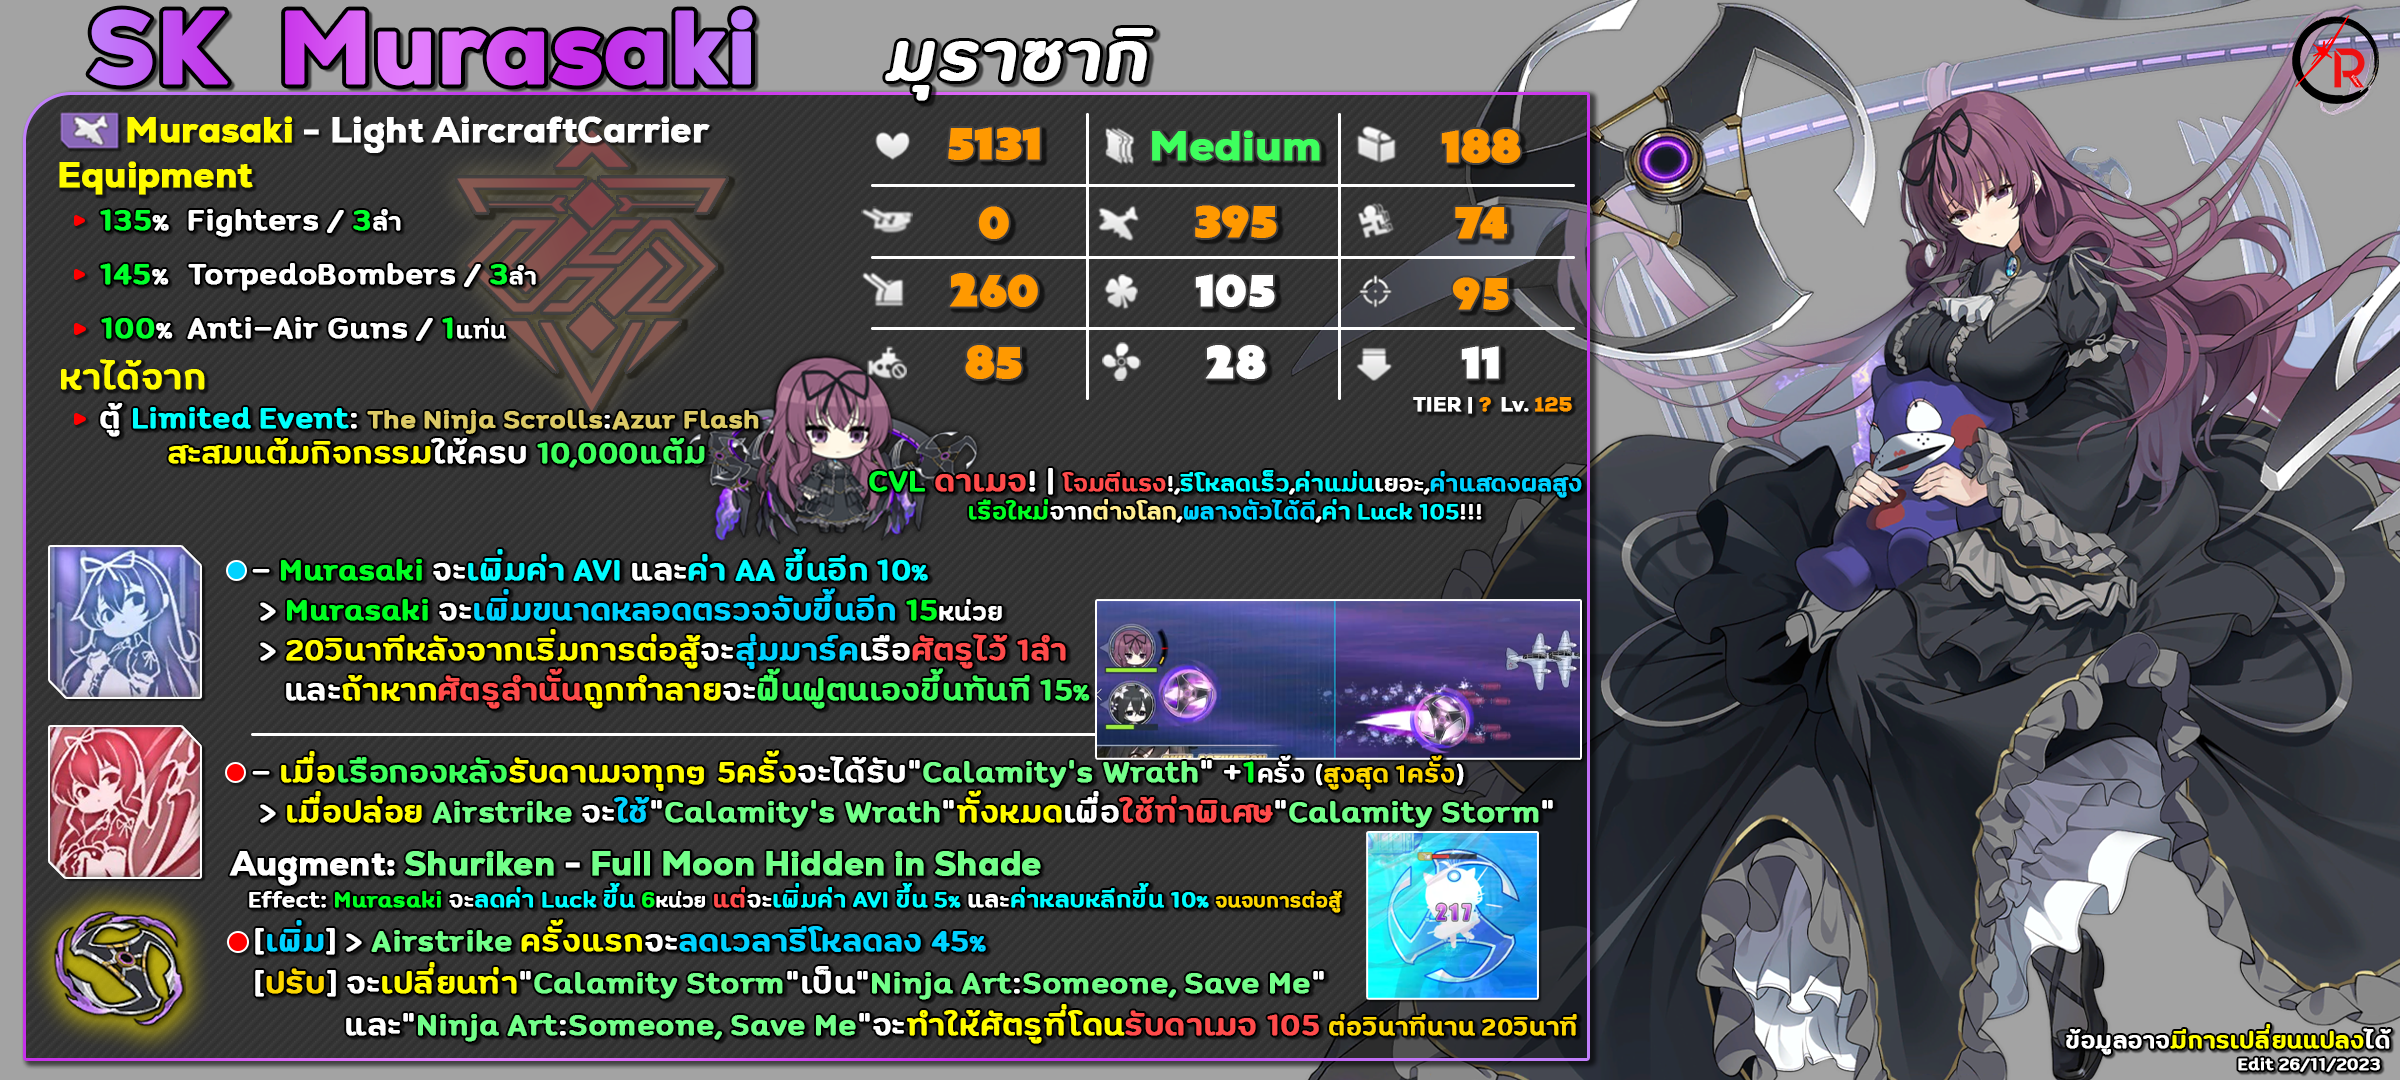 SK Murasaki
มุราซากิ
R
Murasaki - Light AircraftCarrier
Equipment
135% Fighters / 3ลำ
145% TorpedoBombers / 3ลำ
100% Anti-Air Guns / 1แท่น
หาได้จาก
ตู้ Limited Event: The Ninja Scrolls:Azur Flash
สะสมแต้มกิจกรรมให้ครบ 10,000แต้ม
5131 Medium 188
0 395 74
260 105 95
85 28 11
TIER | ? Lv. 125
CVL ดาเมจ! | โจมตีแรง!,รีโหลดเร็ว,ค่าแม่นเยอะ,ค่าแสดงผลสูง
เรือใหม่จากต่างโลก,พลางตัวได้ดี,ค่า Luck 105!!!
- Murasaki จะเพิ่มค่า AVI และค่า AA ขึ้นอีก 10%
> Murasaki จะเพิ่มขนาดหลอดตรวจจับขึ้นอีก 15หน่วย
> 20วินาทีหลังจากเริ่มการต่อสู้จะสุ่มมาร์คเรือศัตรูไว้ 1ลำ
และถ้าหากศัตรูลำนั้นถูกทำลายจะฟื้นฟูตนเองขึ้นทันที 15%
- เมื่อเรือกองหลังรับดาเมจทุกๆ 5ครั้งจะได้รับ"Calamity's Wrath" +1ครั้ง (สูงสุด 1ครั้ง)
> เมื่อปล่อย Airstrike จะใช้"Calamity's Wrath"ทั้งหมดเพื่อใช้ท่าพิเศษ"Calamity Storm"
Augment: Shuriken - Full Moon Hidden in Shade
Effect: Murasaki จะลดค่า Luck ขึ้น 6หน่วย แต่จะเพิ่มค่า AVI ขึ้น 5% และค่าหลบหลีกขึ้น 10% จนจบการต่อสู้
217
[เพิ่ม] > Airstrike ครั้งแรกจะลดเวลารีโหลดลง 45%
[ปรับ] จะเปลี่ยนท่า"Calamity Storm"เป็น"Ninja Art:Someone, Save Me"
และ"Ninja Art:Someone, Save Me"จะทำให้ศัตรูที่โดนรับดาเมจ 105 ต่อวินาทีนาน 20วินาที
ข้อมูลอาจมีการเปลี่ยนแปลงได้
Edit 26/11/2023